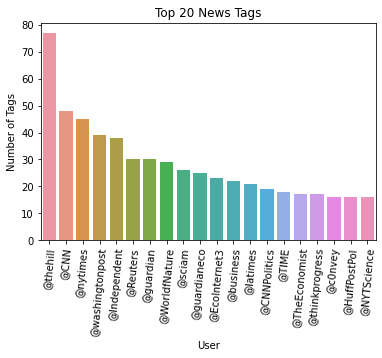 Top 20 News Tags
Number of Tags
80
70
60
50
40
30
20
10
0
@thehill
@CNN
@nytimes
@washingtonpost
@Independent
@Reuters
@guardian
@WorldfNature
@sciam
@guardianeco
@EcoInternet3
@business
@latimes
@CNNPolitics
@TIME
@TheEconomist
@thinkprogress
@c0nvey
@HuffPostPol
@NYTScience
User